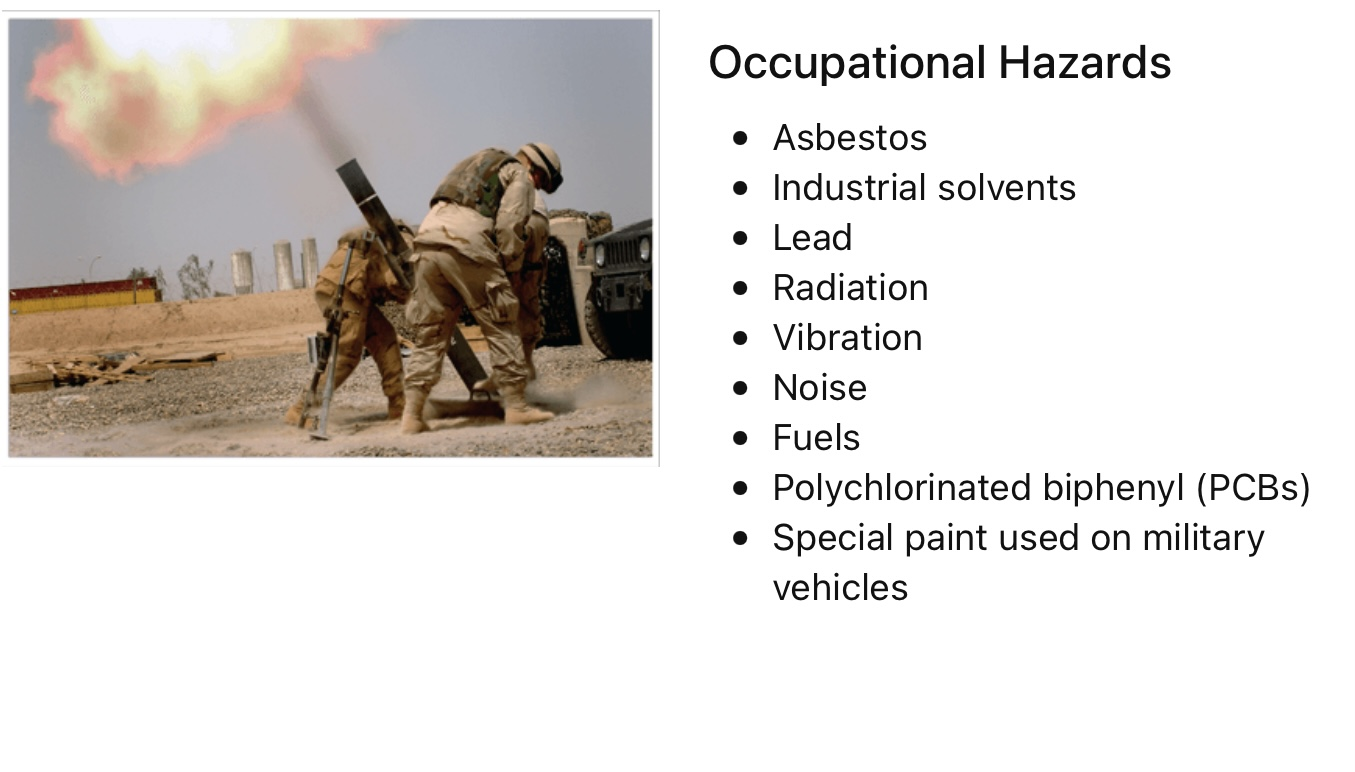 Occupational Hazards
• Asbestos
• Industrial solvents
• Lead
• Radiation
• Vibration
• Noise
• Fuels
• Polychlorinated biphenyl (PCBs)
• Special paint used on military
vehicles